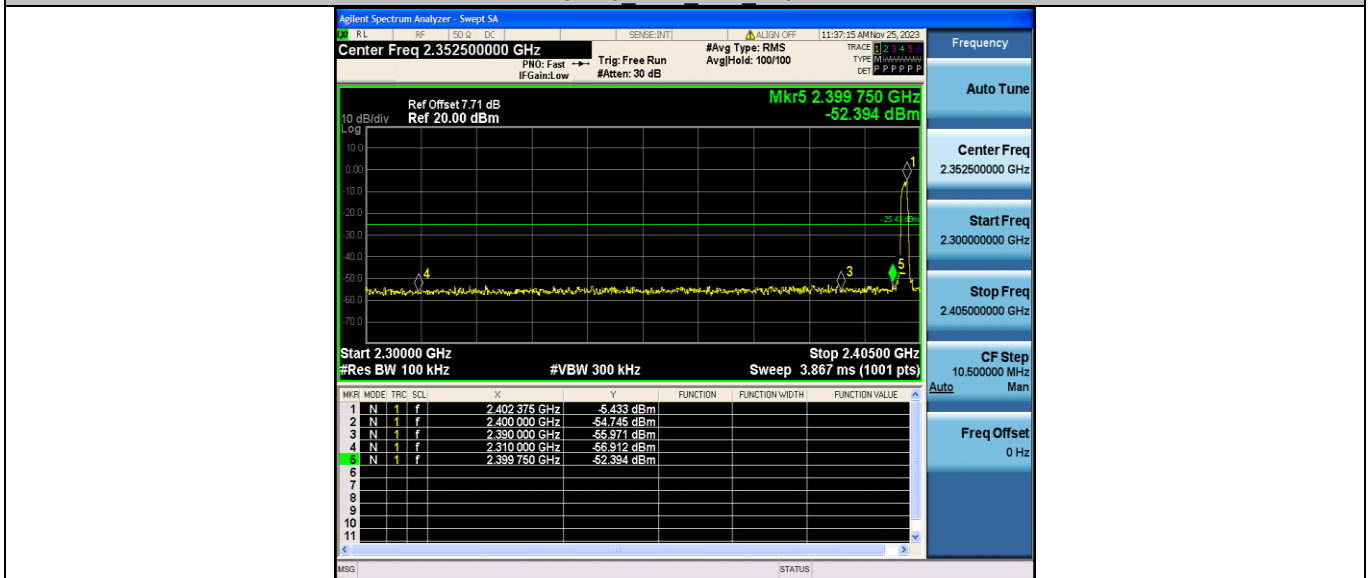 Agilent Spectrum Analyzer - Swept SA
RL RF 50 Ω DC SENSE:INT ALIGN OFF 11:37:15 AM Nov 25, 2023
Center Freq 2.352500000 GHz
PNO: Fast
IFGain:Low
Trig: Free Run
#Atten: 30 dB
#Avg Type: RMS
Avg|Hold: 100/100
TRACE 1 2 3 4 5 6
TYPE M
DET P P P P P P
Mkr5 2.399 750 GHz
-52.394 dBm
Ref Offset 7.71 dB
10 dB/div Ref 20.00 dBm
Log
10.0
0.00
-10.0
-20.0
-30.0
-40.0
-50.0
-60.0
-70.0
1
-25.43 dBm
4
3
5
Start 2.30000 GHz Stop 2.40500 GHz
#Res BW 100 kHz #VBW 300 kHz Sweep 3.867 ms (1001 pts)
MKR MODE TRC SCL X Y FUNCTION FUNCTION WIDTH FUNCTION VALUE
1 N 1 f 2.402 375 GHz -5.433 dBm
2 N 1 f 2.400 000 GHz -54.745 dBm
3 N 1 f 2.390 000 GHz -55.971 dBm
4 N 1 f 2.310 000 GHz -56.912 dBm
5 N 1 f 2.399 750 GHz -52.394 dBm
6
7
8
9
10
11
MSG STATUS
Frequency
Auto Tune
Center Freq
2.352500000 GHz
Start Freq
2.300000000 GHz
Stop Freq
2.405000000 GHz
CF Step
10.500000 MHz
Auto Man
Freq Offset
0 Hz